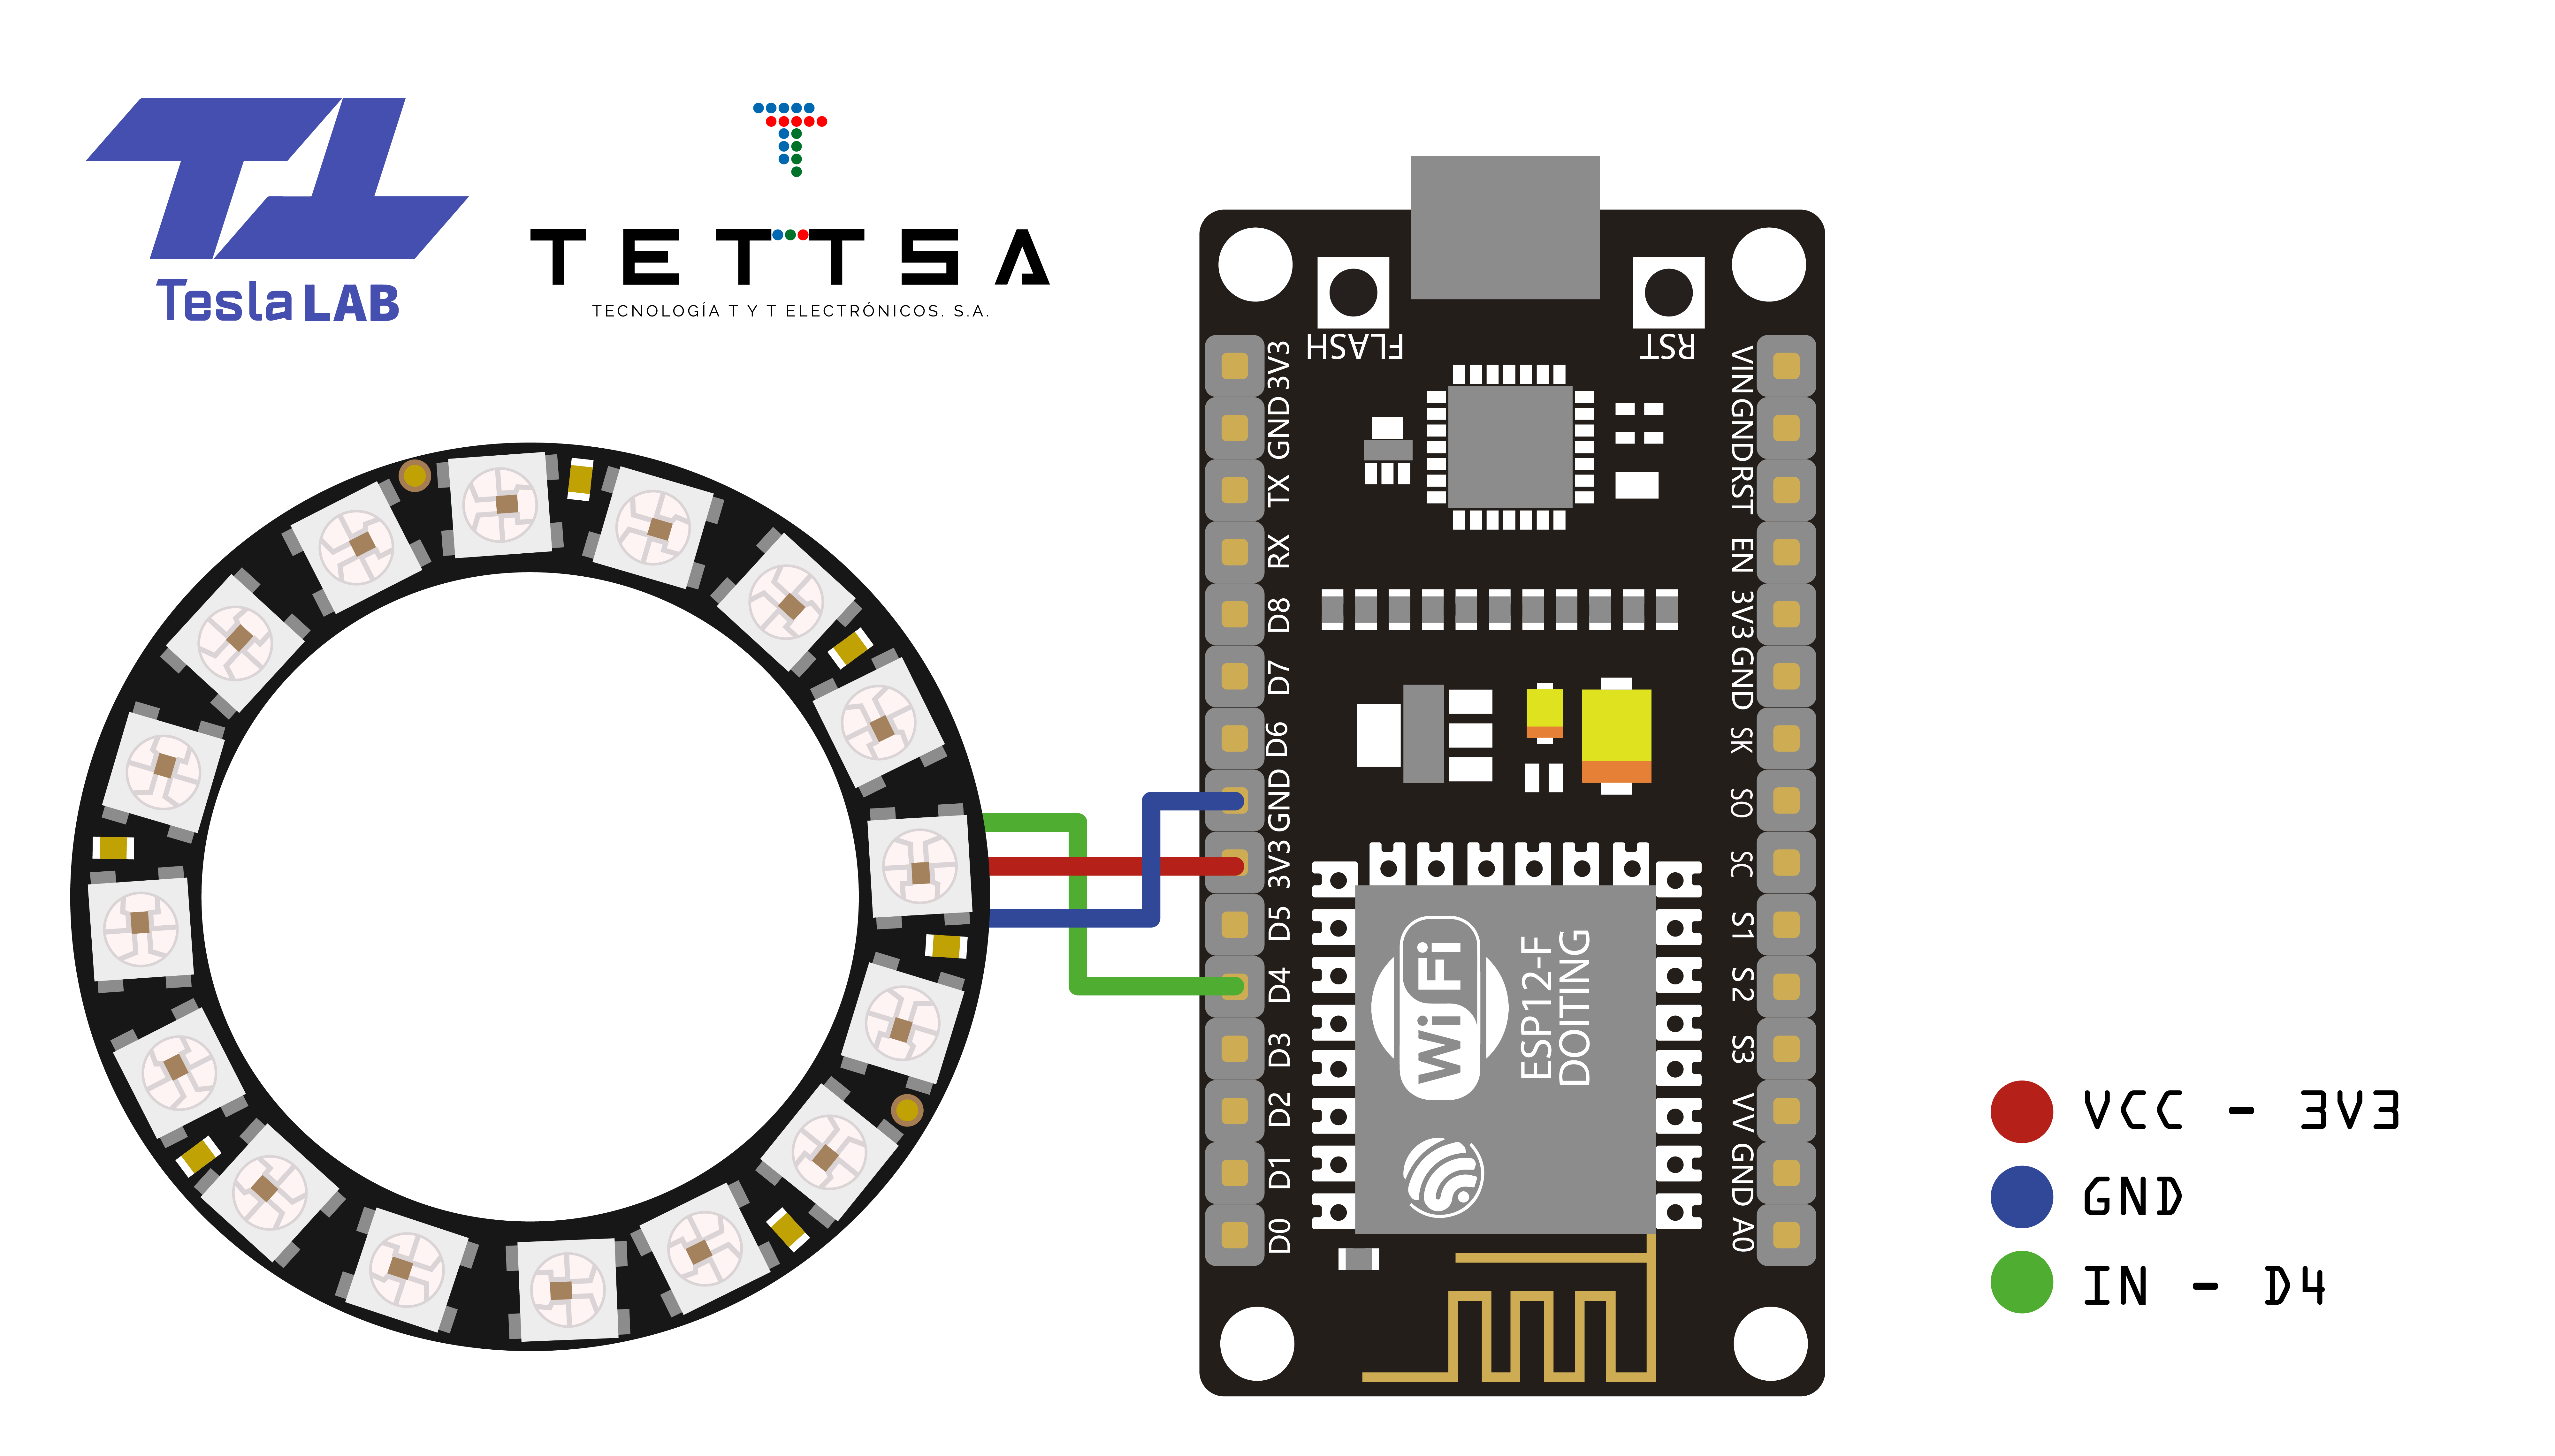 TL
TeslaLAB
TETTSA
TECNOLOGÍA T Y T ELECTRÓNICOS. S.A.
FLASH
RST
3V3
GND
TX
RX
D8
D7
D6
GND
3V3
D5
D4
D3
D2
D1
D0
VIN
GND
RST
EN
3V3
GND
SK
SO
SC
S1
S2
S3
VV
GND
A0
WiFi
ESP12-F
DOITING
VCC - 3V3
GND
IN - D4